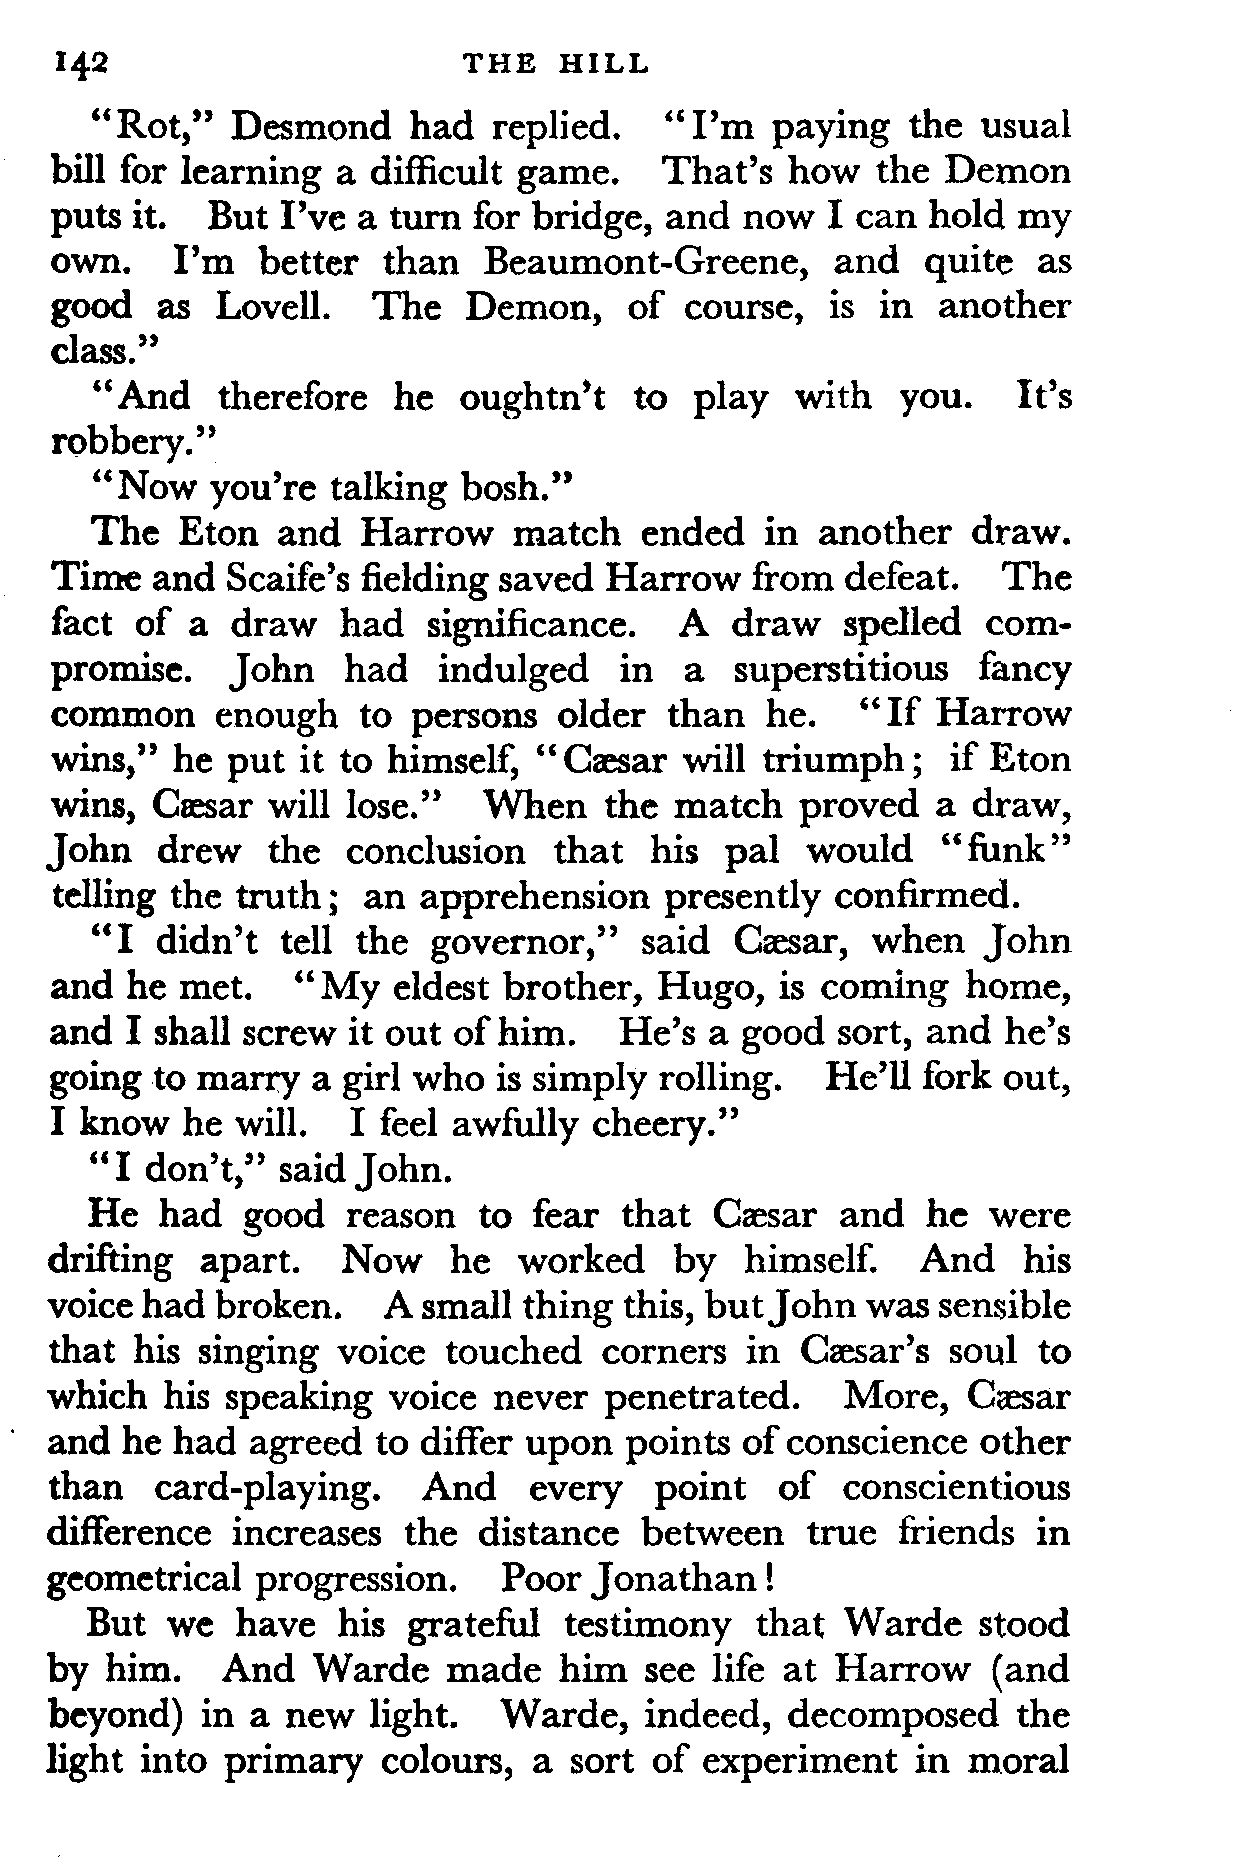 142 THE HILL
"Rot," Desmond had replied. "I'm paying the usual
bill for learning a difficult game. That's how the Demon
puts it. But I've a turn for bridge, and now I can hold my
own. I'm better than Beaumont-Greene, and quite as
good as Lovell. The Demon, of course, is in another
class."
"And therefore he oughtn't to play with you. It's
robbery."
"Now you're talking bosh."
The Eton and Harrow match ended in another draw.
Time and Scaife's fielding saved Harrow from defeat. The
fact of a draw had significance. A draw spelled com-
promise. John had indulged in a superstitious fancy
common enough to persons older than he. "If Harrow
wins," he put it to himself, "Cæsar will triumph; if Eton
wins, Cæsar will lose." When the match proved a draw,
John drew the conclusion that his pal would "funk"
telling the truth; an apprehension presently confirmed.
"I didn't tell the governor," said Cæsar, when John
and he met. "My eldest brother, Hugo, is coming home,
and I shall screw it out of him. He's a good sort, and he's
going to marry a girl who is simply rolling. He'll fork out,
I know he will. I feel awfully cheery."
"I don't," said John.
He had good reason to fear that Cæsar and he were
drifting apart. Now he worked by himself. And his
voice had broken. A small thing this, but John was sensible
that his singing voice touched corners in Cæsar's soul to
which his speaking voice never penetrated. More, Cæsar
and he had agreed to differ upon points of conscience other
than card-playing. And every point of conscientious
difference increases the distance between true friends in
geometrical progression. Poor Jonathan!
But we have his grateful testimony that Warde stood
by him. And Warde made him see life at Harrow (and
beyond) in a new light. Warde, indeed, decomposed the
light into primary colours, a sort of experiment in moral